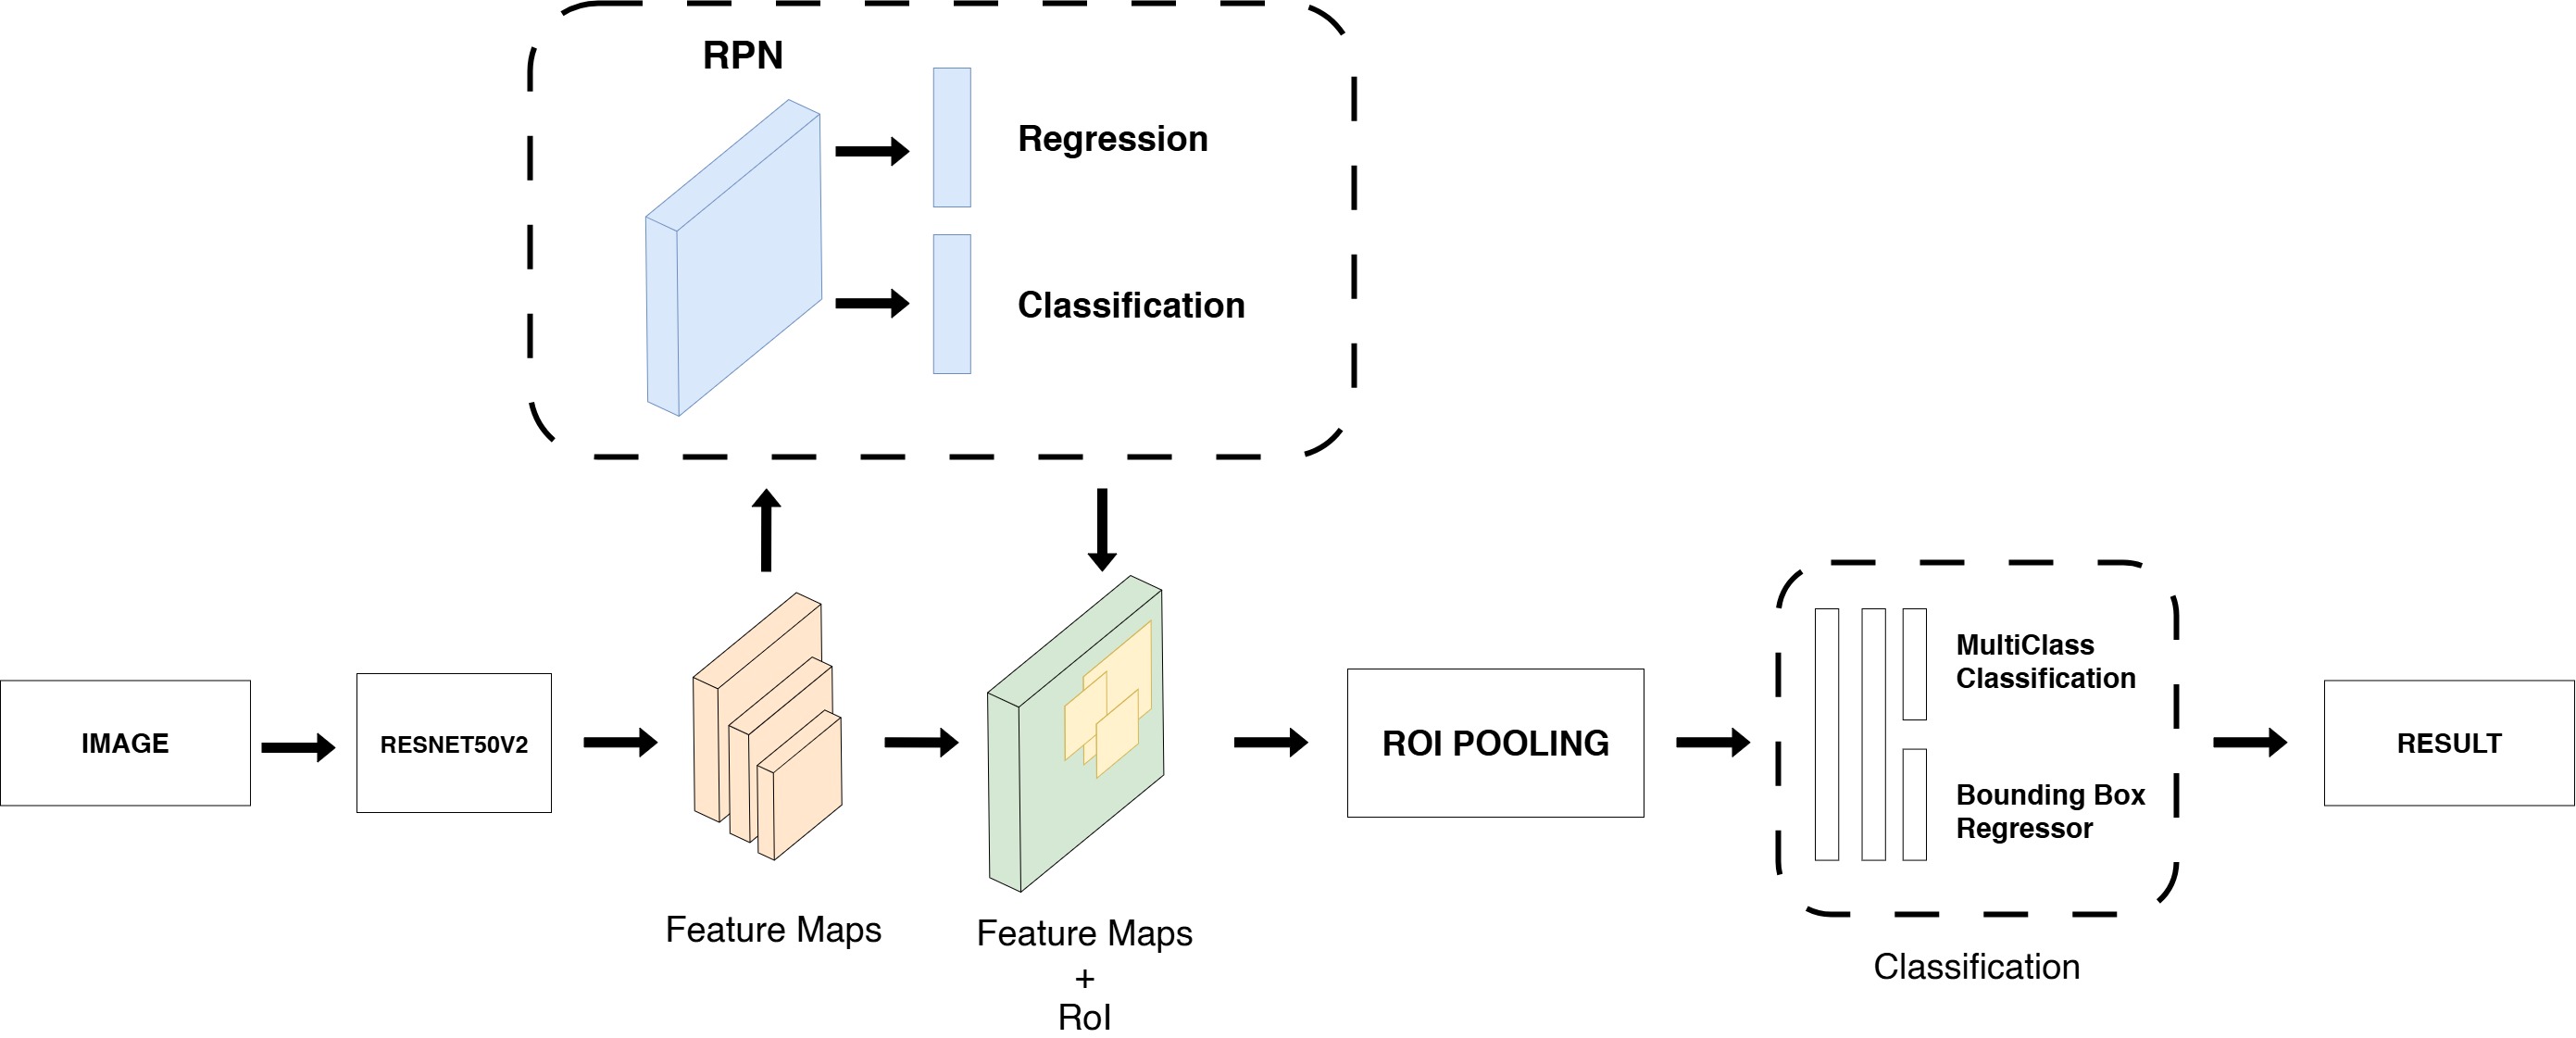 RPN
Regression
Classification
IMAGE
RESNET50V2
Feature Maps
Feature Maps
+
RoI
ROI POOLING
MultiClass
Classification
Bounding Box
Regressor
Classification
RESULT